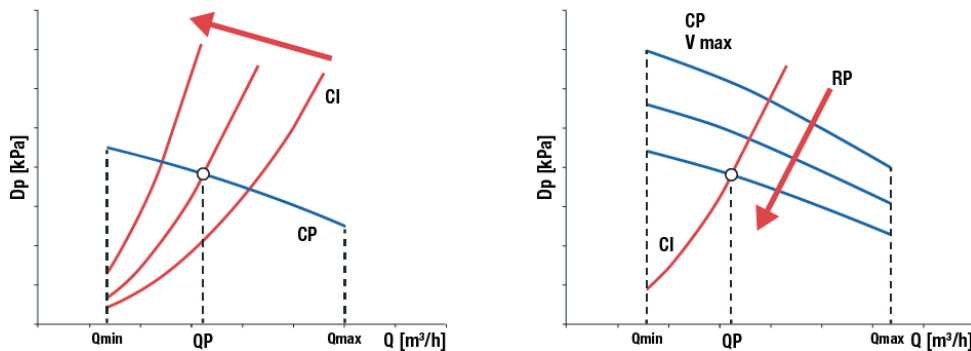 Dp [kPa]
CI
CP
Qmin
QP
Qmax
Q [m³/h]
CP
V max
RP
Dp [kPa]
CI
Qmin
QP
Qmax
Q [m³/h]